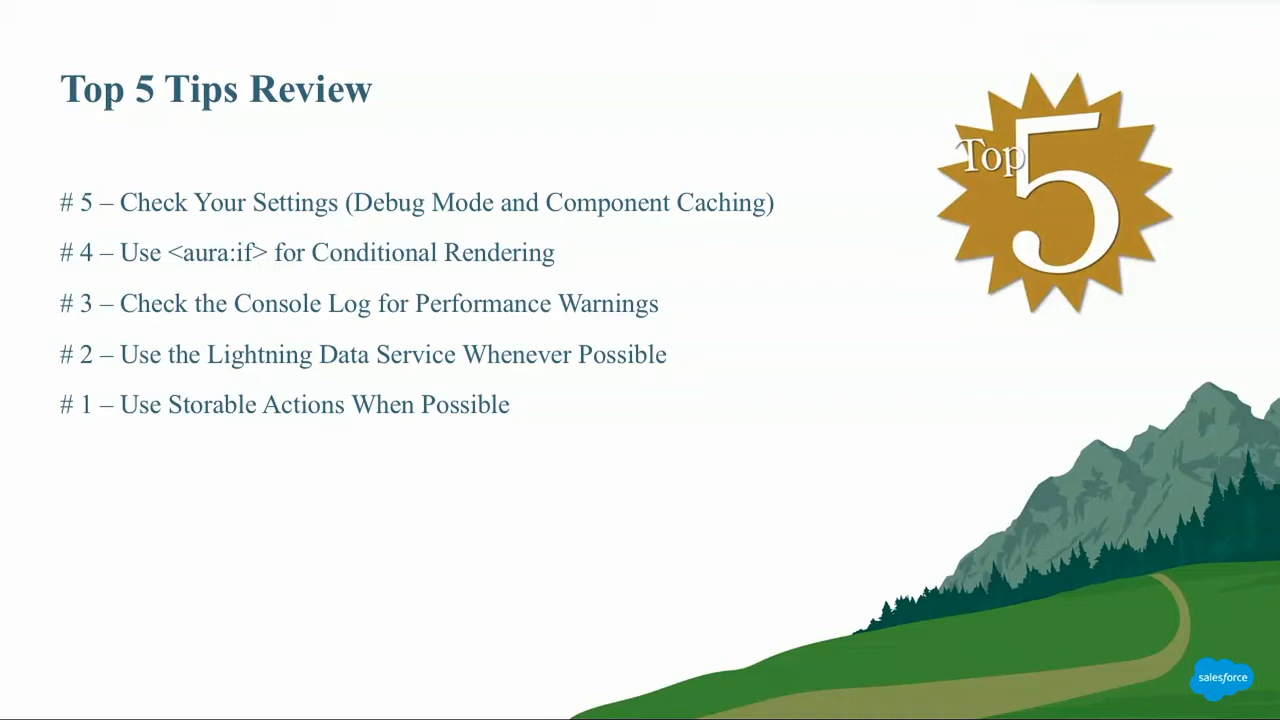 Top 5 Tips Review
Top 5
# 5 – Check Your Settings (Debug Mode and Component Caching)
# 4 – Use <aura:if> for Conditional Rendering
# 3 – Check the Console Log for Performance Warnings
# 2 – Use the Lightning Data Service Whenever Possible
# 1 – Use Storable Actions When Possible
salesforce